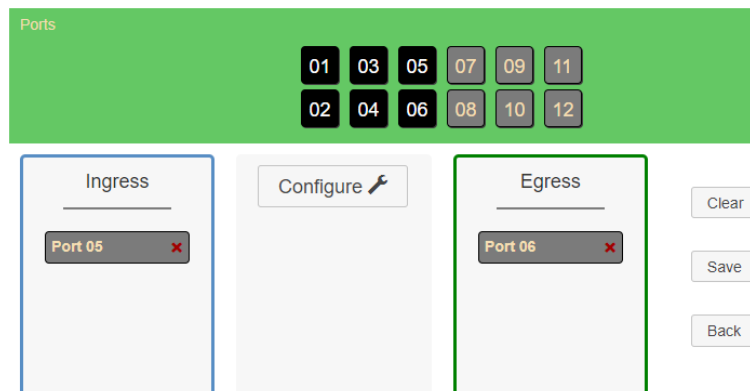 Ports
01 03 05 07 09 11
02 04 06 08 10 12
Ingress
Configure
Egress
Port 05
Port 06
Clear
Save
Back